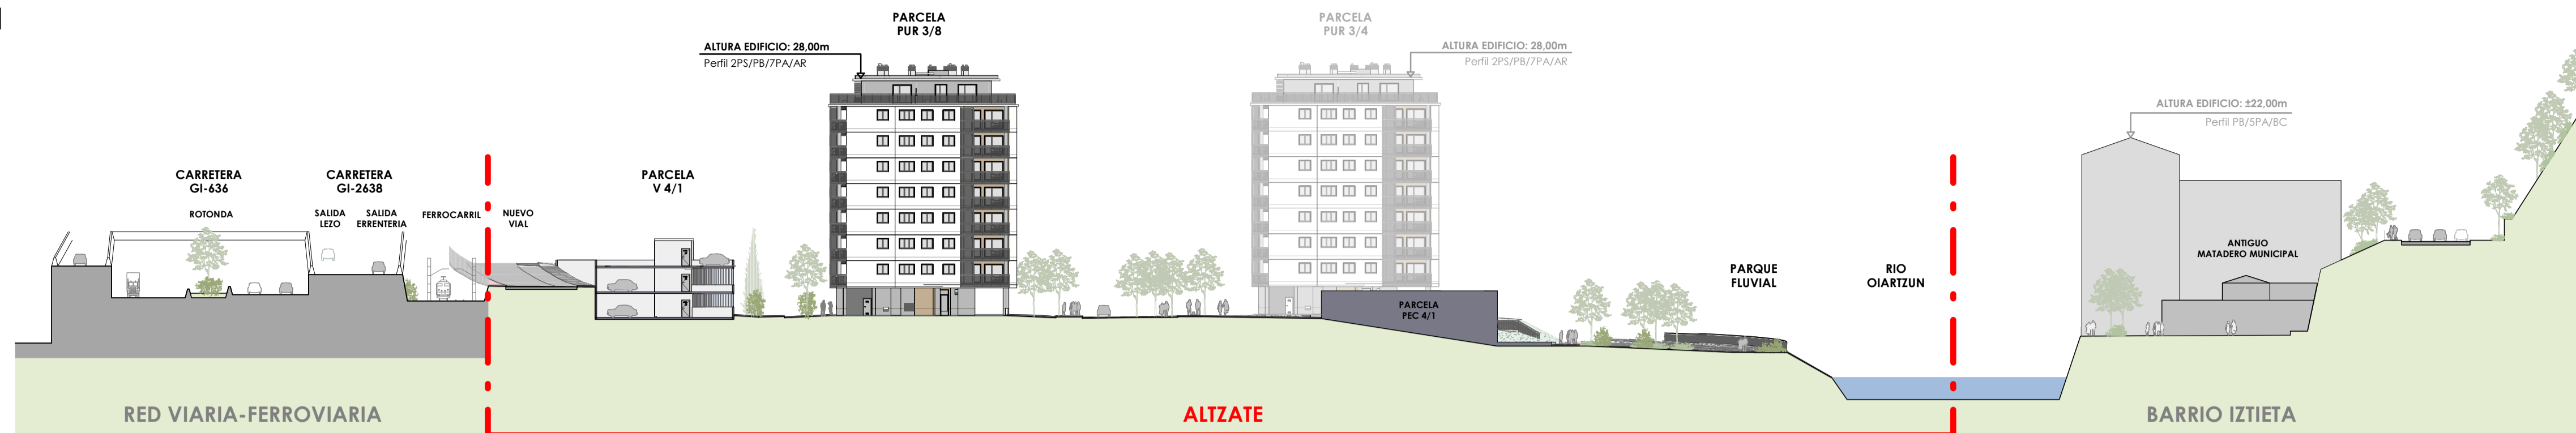 PARCELA
PUR 3/8
PARCELA
PUR 3/4
ALTURA EDIFICIO: 28,00m
Perfil 2PS/PB/7PA/AR
ALTURA EDIFICIO: 28,00m
Perfil 2PS/PB/7PA/AR
ALTURA EDIFICIO: ±22,00m
Perfil PB/5PA/BC
CARRETERA
GI-636
CARRETERA
GI-2638
PARCELA
V 4/1
ROTONDA
SALIDA
LEZO
SALIDA
ERRENTERIA
FERROCARRIL
NUEVO
VIAL
ANTIGUO
MATADERO MUNICIPAL
PARQUE
FLUVIAL
RIO
OIARTZUN
PARCELA
PEC 4/1
RED VIARIA-FERROVIARIA
ALTZATE
BARRIO IZTIETA